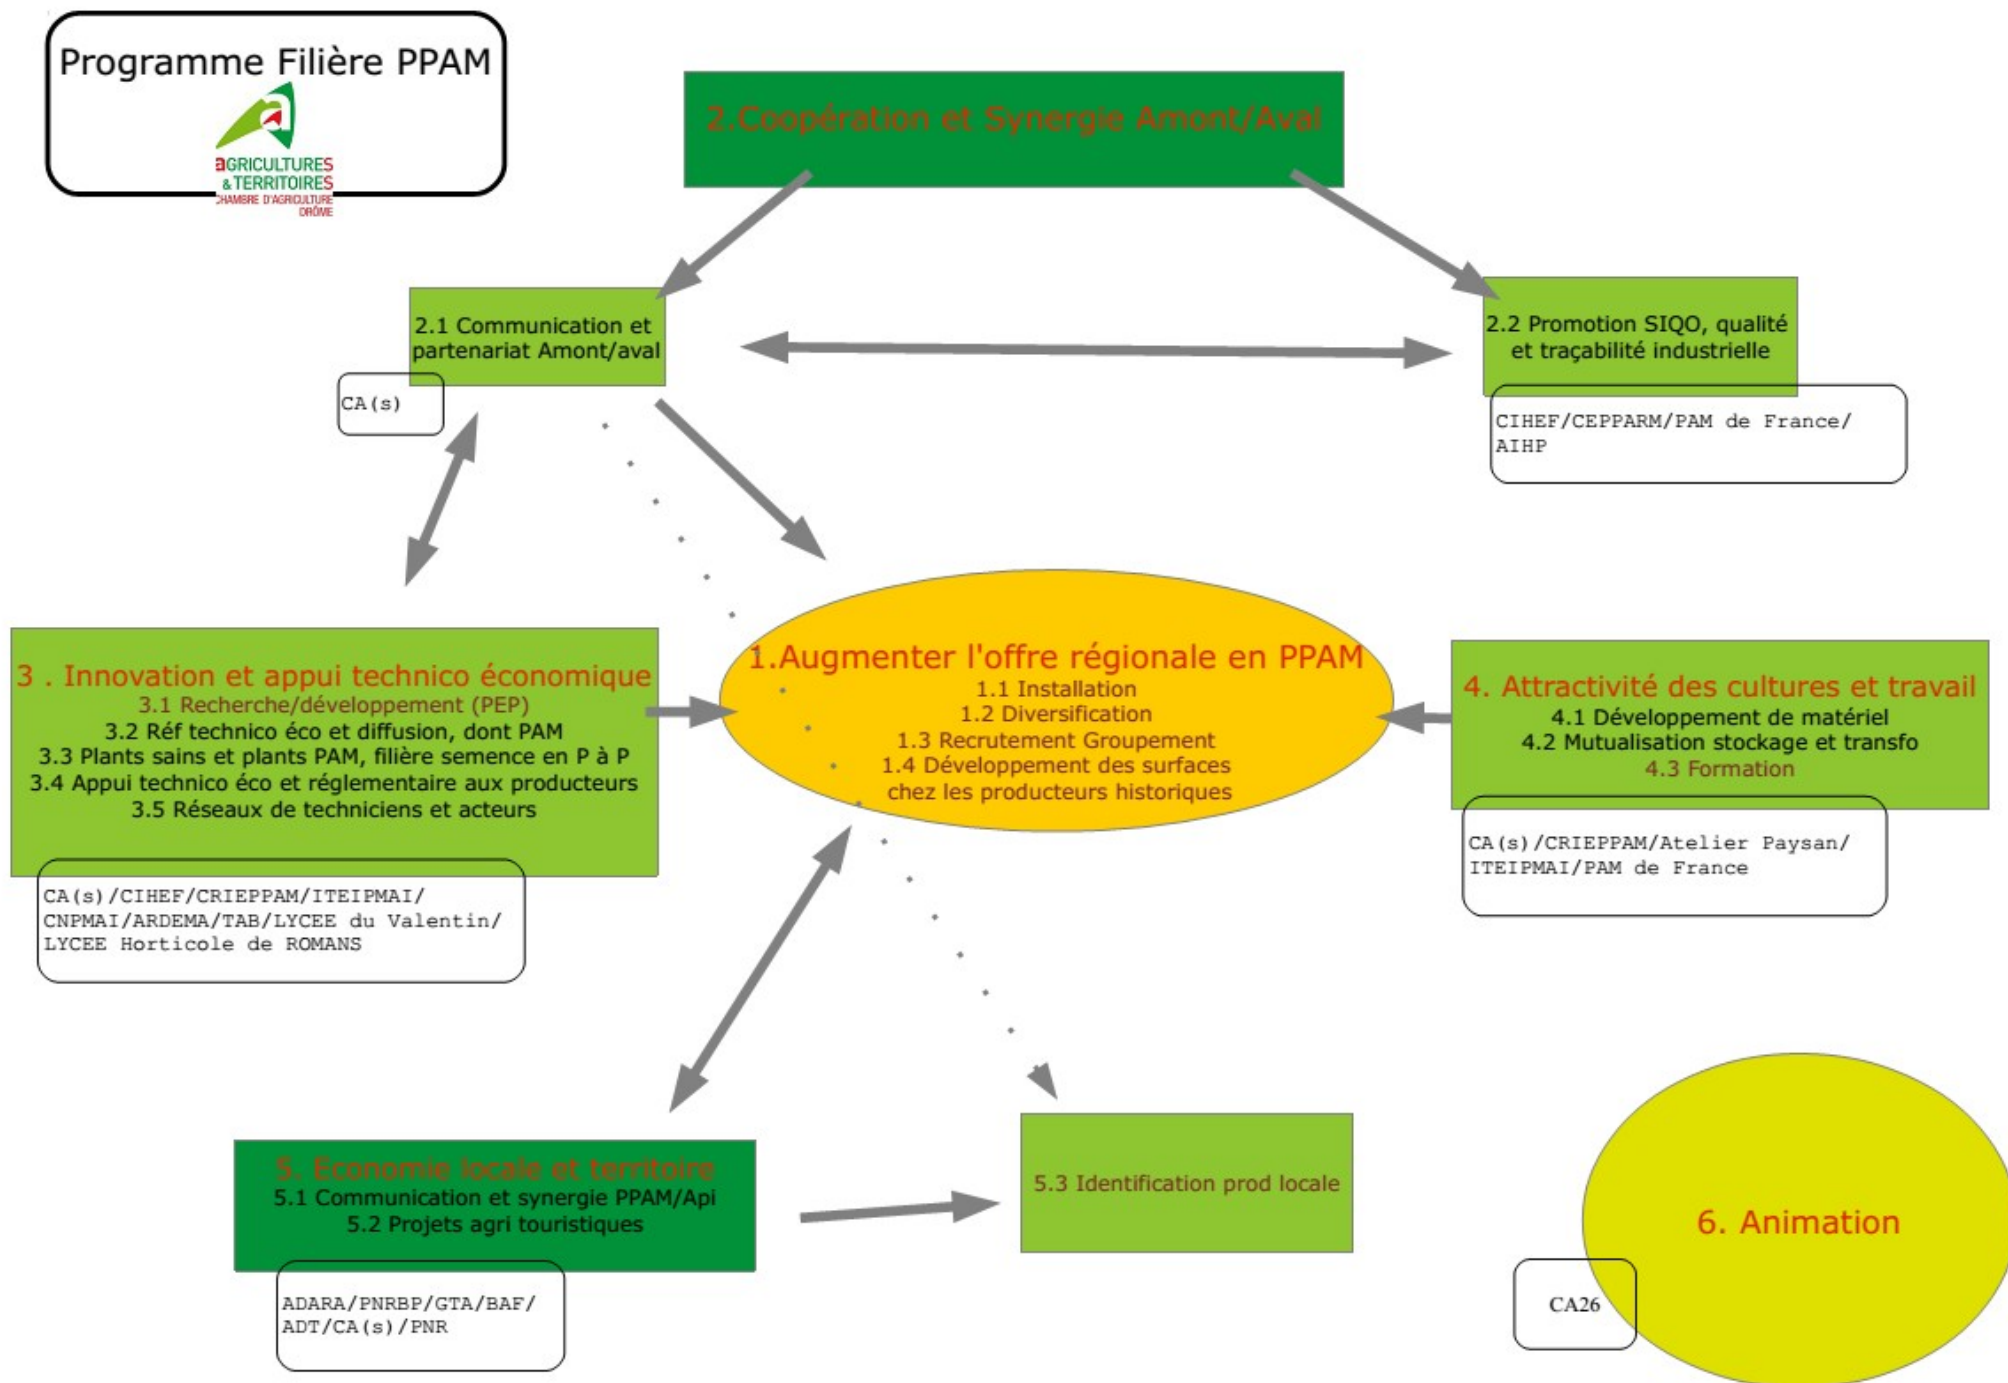 Programme Filière PPAM
aGRICULTURES
& TERRITOIRES
CHAMBRE D'AGRICULTURE
DRÔME
2.Coopération et Synergie Amont/Aval
2.1 Communication et
partenariat Amont/aval
CA(s)
2.2 Promotion SIQO, qualité
et traçabilité industrielle
CIHEF/CEPPARM/PAM de France/
AIHP
3 . Innovation et appui technico économique
3.1 Recherche/développement (PEP)
3.2 Réf technico éco et diffusion, dont PAM
3.3 Plants sains et plants PAM, filière semence en P à P
3.4 Appui technico éco et réglementaire aux producteurs
3.5 Réseaux de techniciens et acteurs
CA(s)/CIHEF/CRIEPPAM/ITEIPMAI/
CNPMAI/ARDEMA/TAB/LYCEE du Valentin/
LYCEE Horticole de ROMANS
1.Augmenter l'offre régionale en PPAM
1.1 Installation
1.2 Diversification
1.3 Recrutement Groupement
1.4 Développement des surfaces
chez les producteurs historiques
4. Attractivité des cultures et travail
4.1 Développement de matériel
4.2 Mutualisation stockage et transfo
4.3 Formation
CA(s)/CRIEPPAM/Atelier Paysan/
ITEIPMAI/PAM de France
5. Economie locale et territoire
5.1 Communication et synergie PPAM/Api
5.2 Projets agri touristiques
ADARA/PNRBP/GTA/BAF/
ADT/CA(s)/PNR
5.3 Identification prod locale
6. Animation
CA26